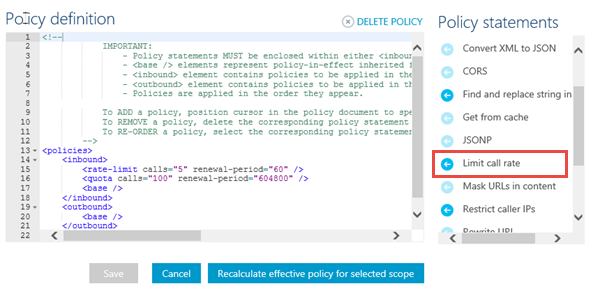 Policy definition
DELETE POLICY
1 <!--
2 IMPORTANT:
3 - Policy statements MUST be enclosed within either <inboun
4 - <base /> elements represent policy-in-effect inherited f
5 - <inbound> element contains policies to be applied in the
6 - <outbound> element contains policies to be applied in the
7 - Policies are applied in the order they appear.
8
9 To ADD a policy, position cursor in the policy document to spe
10 To REMOVE a policy, delete the corresponding policy statement
11 To RE-ORDER a policy, select the corresponding policy statemen
12 -->
13 <policies>
14 <inbound>
15 <rate-limit calls="5" renewal-period="60" />
16 <quota calls="100" renewal-period="604800" />
17 <base />
18 </inbound>
19 <outbound>
20 <base />
21 </outbound>
22
Save
Cancel
Recalculate effective policy for selected scope
Policy statements
Convert XML to JSON
CORS
Find and replace string in
Get from cache
JSONP
Limit call rate
Mask URLs in content
Restrict caller IPs
Rewrite URL